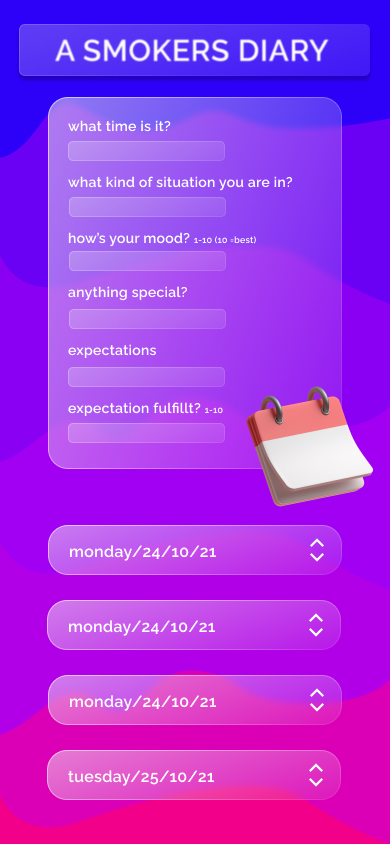 A SMOKERS DIARY
what time is it?
what kind of situation you are in?
how's your mood? 1-10 (10 =best)
anything special?
expectations
expectation fulfillt? 1-10
monday/24/10/21
monday/24/10/21
monday/24/10/21
tuesday/25/10/21